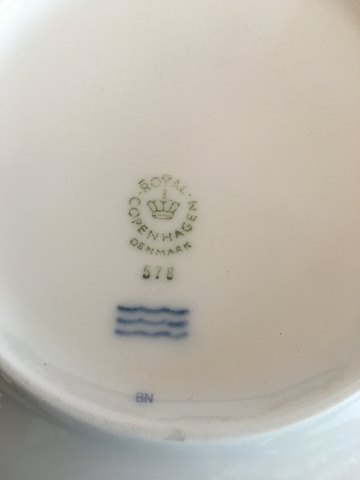 ROYAL
COPENHAGEN
DENMARK
578
BN